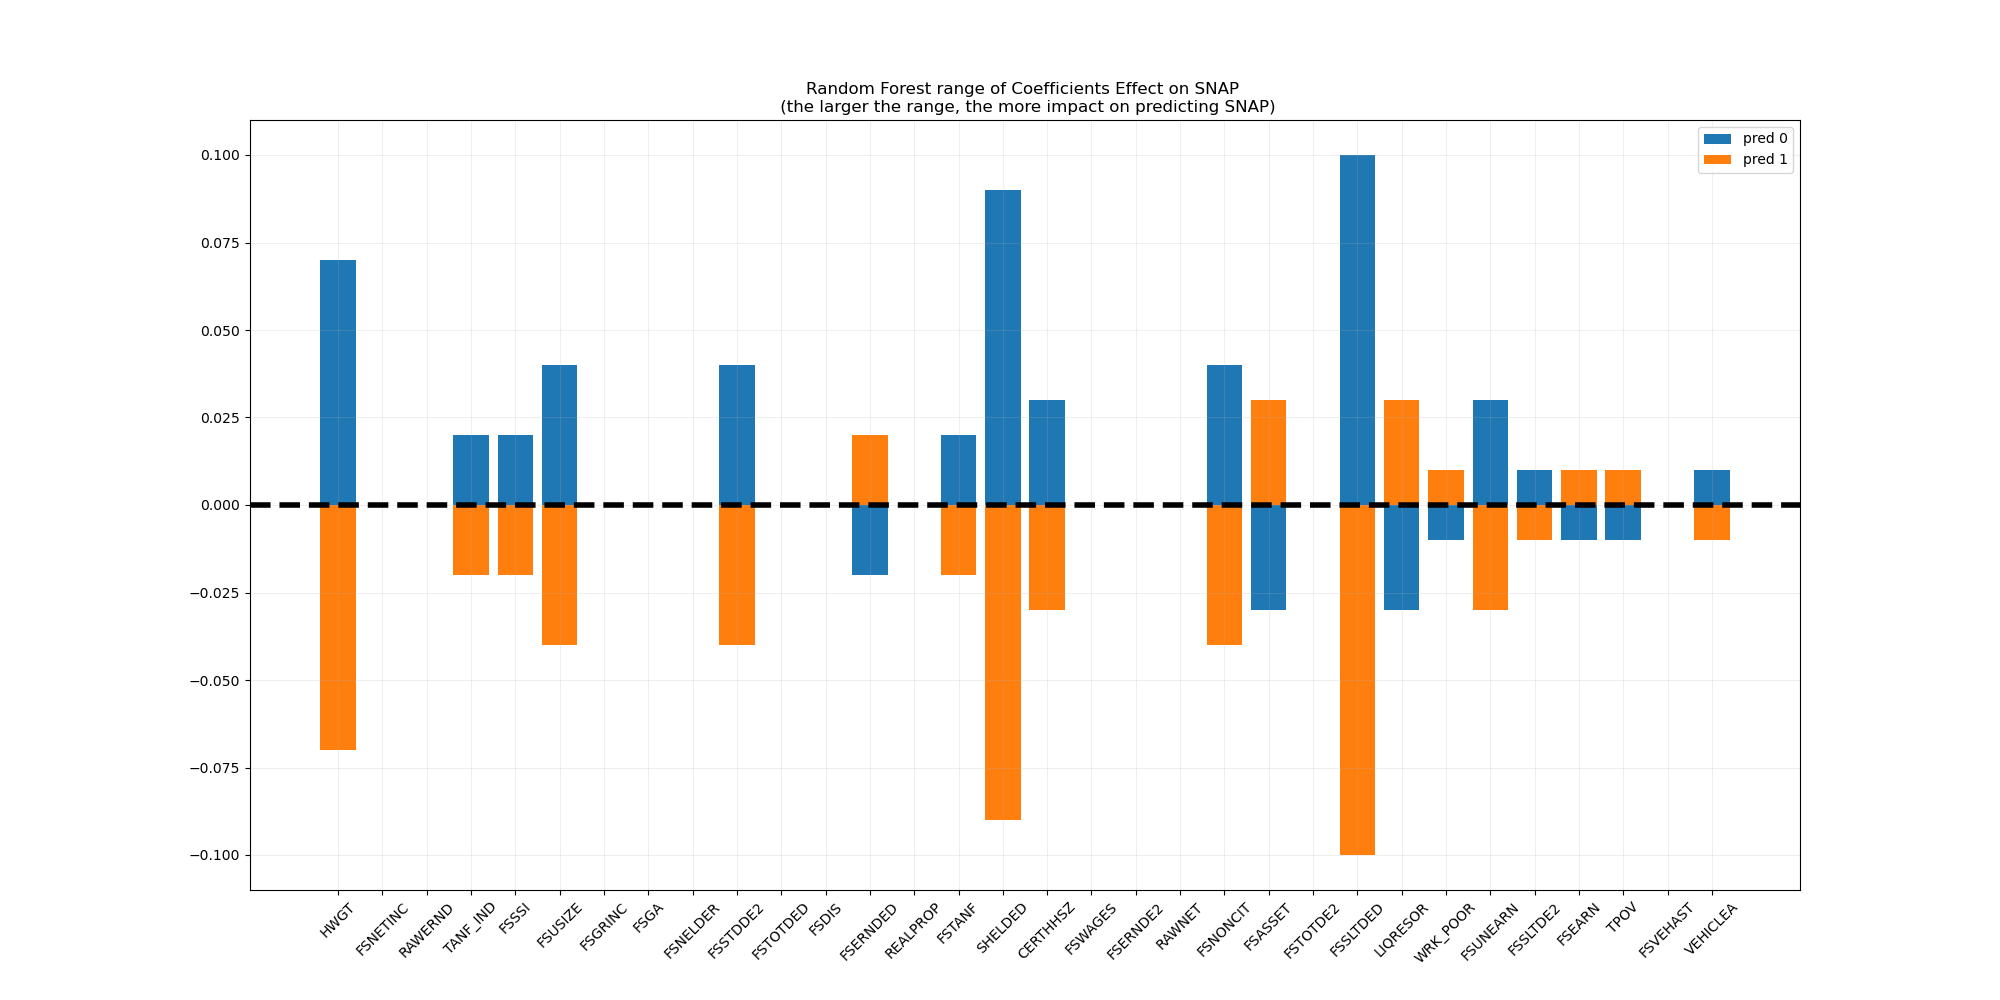 Random Forest range of Coefficients Effect on SNAP
(the larger the range, the more impact on predicting SNAP)
pred 0
pred 1
0.100
0.075
0.050
0.025
0.000
−0.025
−0.050
−0.075
−0.100
HWGT
FSNETINC
RAWERND
TANF_IND
FSSSI
FSUSIZE
FSGRINC
FSGA
FSNELDER
FSSTDDE2
FSTOTDED
FSDIS
FSERNDED
REALPROP
FSTANF
SHELDED
CERTHHSZ
FSWAGES
FSERNDE2
RAWNET
FSNONCIT
FSASSET
FSTOTDE2
FSSLTDED
LIQRESOR
WRK_POOR
FSUNEARN
FSSLTDE2
FSEARN
TPOV
FSVEHAST
VEHICLEA